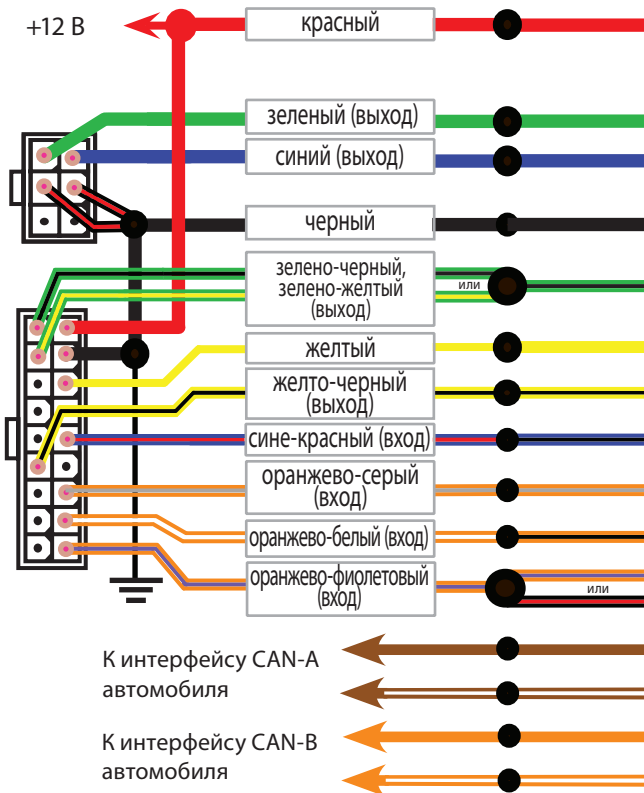 +12 В
красный
зеленый (выход)
синий (выход)
черный
зелено-черный,
зелено-желтый
(выход)
или
желтый
желто-черный
(выход)
сине-красный (вход)
оранжево-серый
(вход)
оранжево-белый (вход)
оранжево-фиолетовый
(вход)
или
К интерфейсу CAN-A
автомобиля
К интерфейсу CAN-B
автомобиля